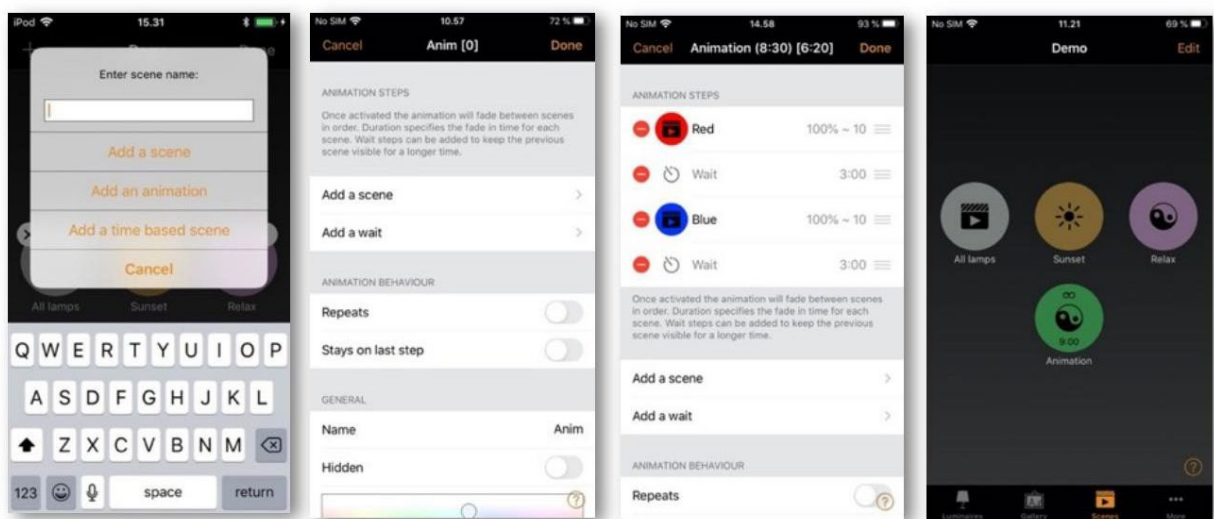 iPod 15.31
Enter scene name:
Add a scene
Add an animation
Add a time based scene
Cancel
All lamps Sunset Relax
Q W E R T Y U I O P
A S D F G H J K L
Z X C V B N M
123 space return
No SIM 10.57 72 %
Cancel Anim [0] Done
ANIMATION STEPS
Once activated the animation will fade between scenes
in order. Duration specifies the fade in time for each
scene. Wait steps can be added to keep the previous
scene visible for a longer time.
Add a scene
Add a wait
ANIMATION BEHAVIOUR
Repeats
Stays on last step
GENERAL
Name Anim
Hidden
?
No SIM 14.58 93 %
Cancel Animation (8:30) [6:20] Done
ANIMATION STEPS
Red 100% ~ 10
Wait 3:00
Blue 100% ~ 10
Wait 3:00
Once activated the animation will fade between scenes
in order. Duration specifies the fade in time for each
scene. Wait steps can be added to keep the previous
scene visible for a longer time.
Add a scene
Add a wait
ANIMATION BEHAVIOUR
Repeats
?
No SIM 11.21 69 %
Demo Edit
All lamps Sunset Relax
∞
9:00
Animation
?
Luminaires Gallery Scenes More